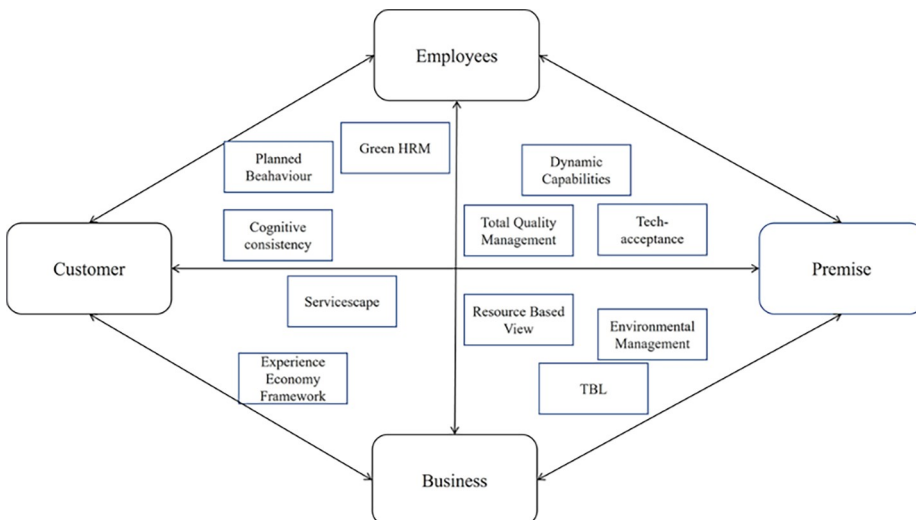 Employees
Green HRM
Planned
Beahaviour
Dynamic
Capabilities
Cognitive
consistency
Total Quality
Management
Tech-
acceptance
Customer
Premise
Servicescape
Resource Based
View
Environmental
Management
Experience
Economy
Framework
TBL
Business